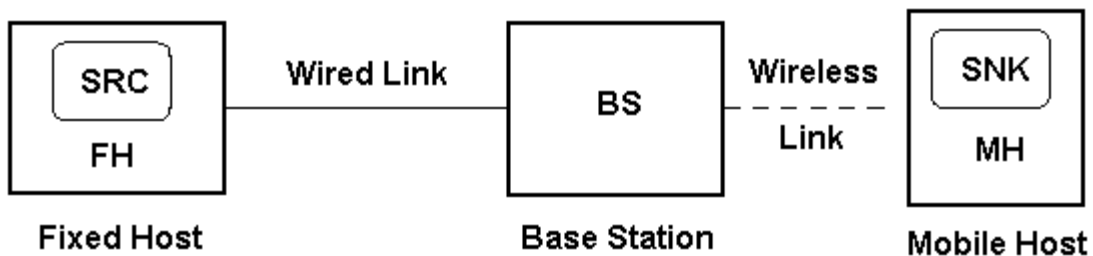 SRC
FH
Fixed Host
Wired Link
BS
Base Station
Wireless
Link
SNK
MH
Mobile Host